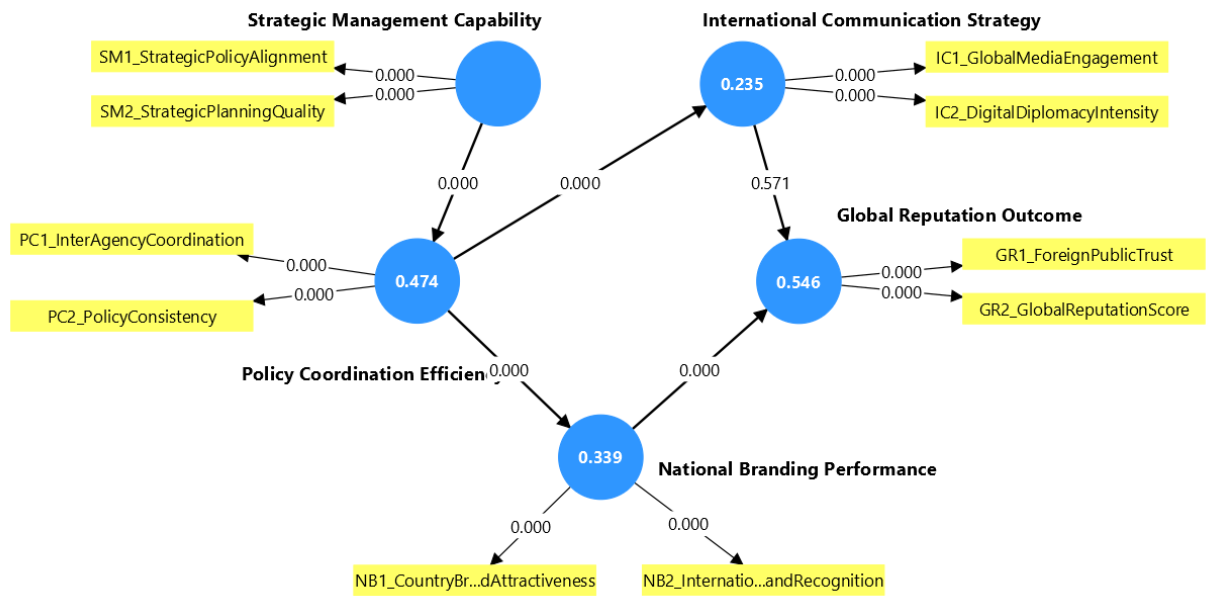 Strategic Management Capability
International Communication Strategy
SM1_StrategicPolicyAlignment
0.000
SM2_StrategicPlanningQuality
0.000
0.235
0.000
IC1_GlobalMediaEngagement
0.000
IC2_DigitalDiplomacyIntensity
0.000
0.000
0.571
Global Reputation Outcome
PC1_InterAgencyCoordination
0.000
PC2_PolicyConsistency
0.000
0.474
0.546
0.000
GR1_ForeignPublicTrust
0.000
GR2_GlobalReputationScore
Policy Coordination Efficiency
0.000
0.000
0.339
National Branding Performance
0.000
0.000
NB1_CountryBr...dAttractiveness
NB2_Internatio...andRecognition